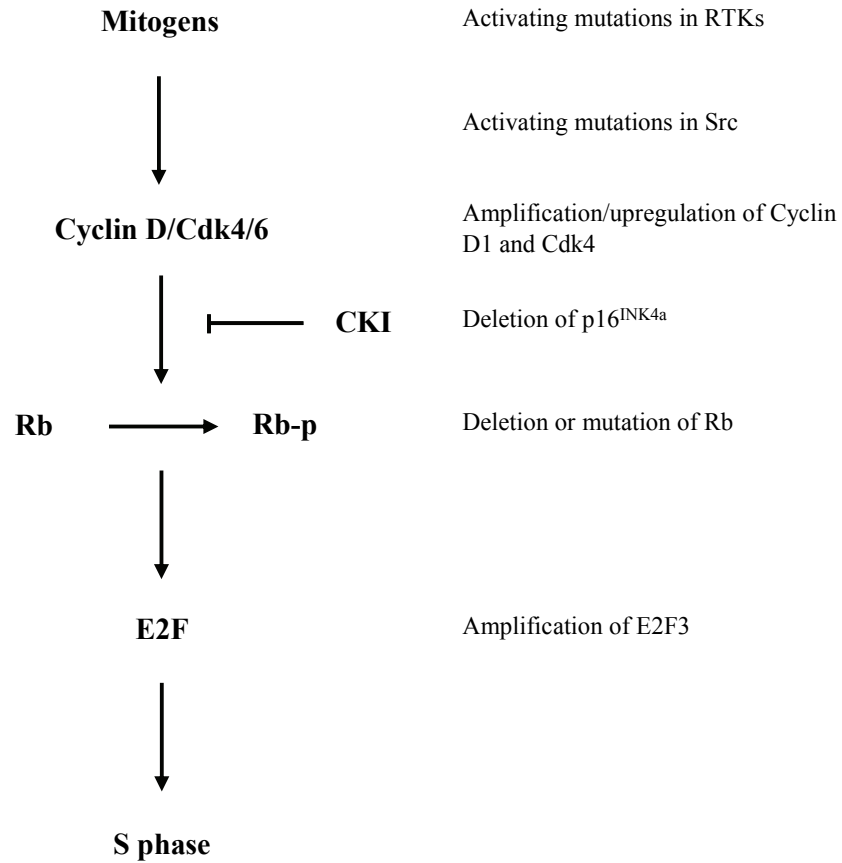 Mitogens
Activating mutations in RTKs
Activating mutations in Src
Cyclin D/Cdk4/6
Amplification/upregulation of Cyclin
D1 and Cdk4
CKI
Deletion of p16INK4a
Rb
Rb-p
Deletion or mutation of Rb
E2F
Amplification of E2F3
S phase